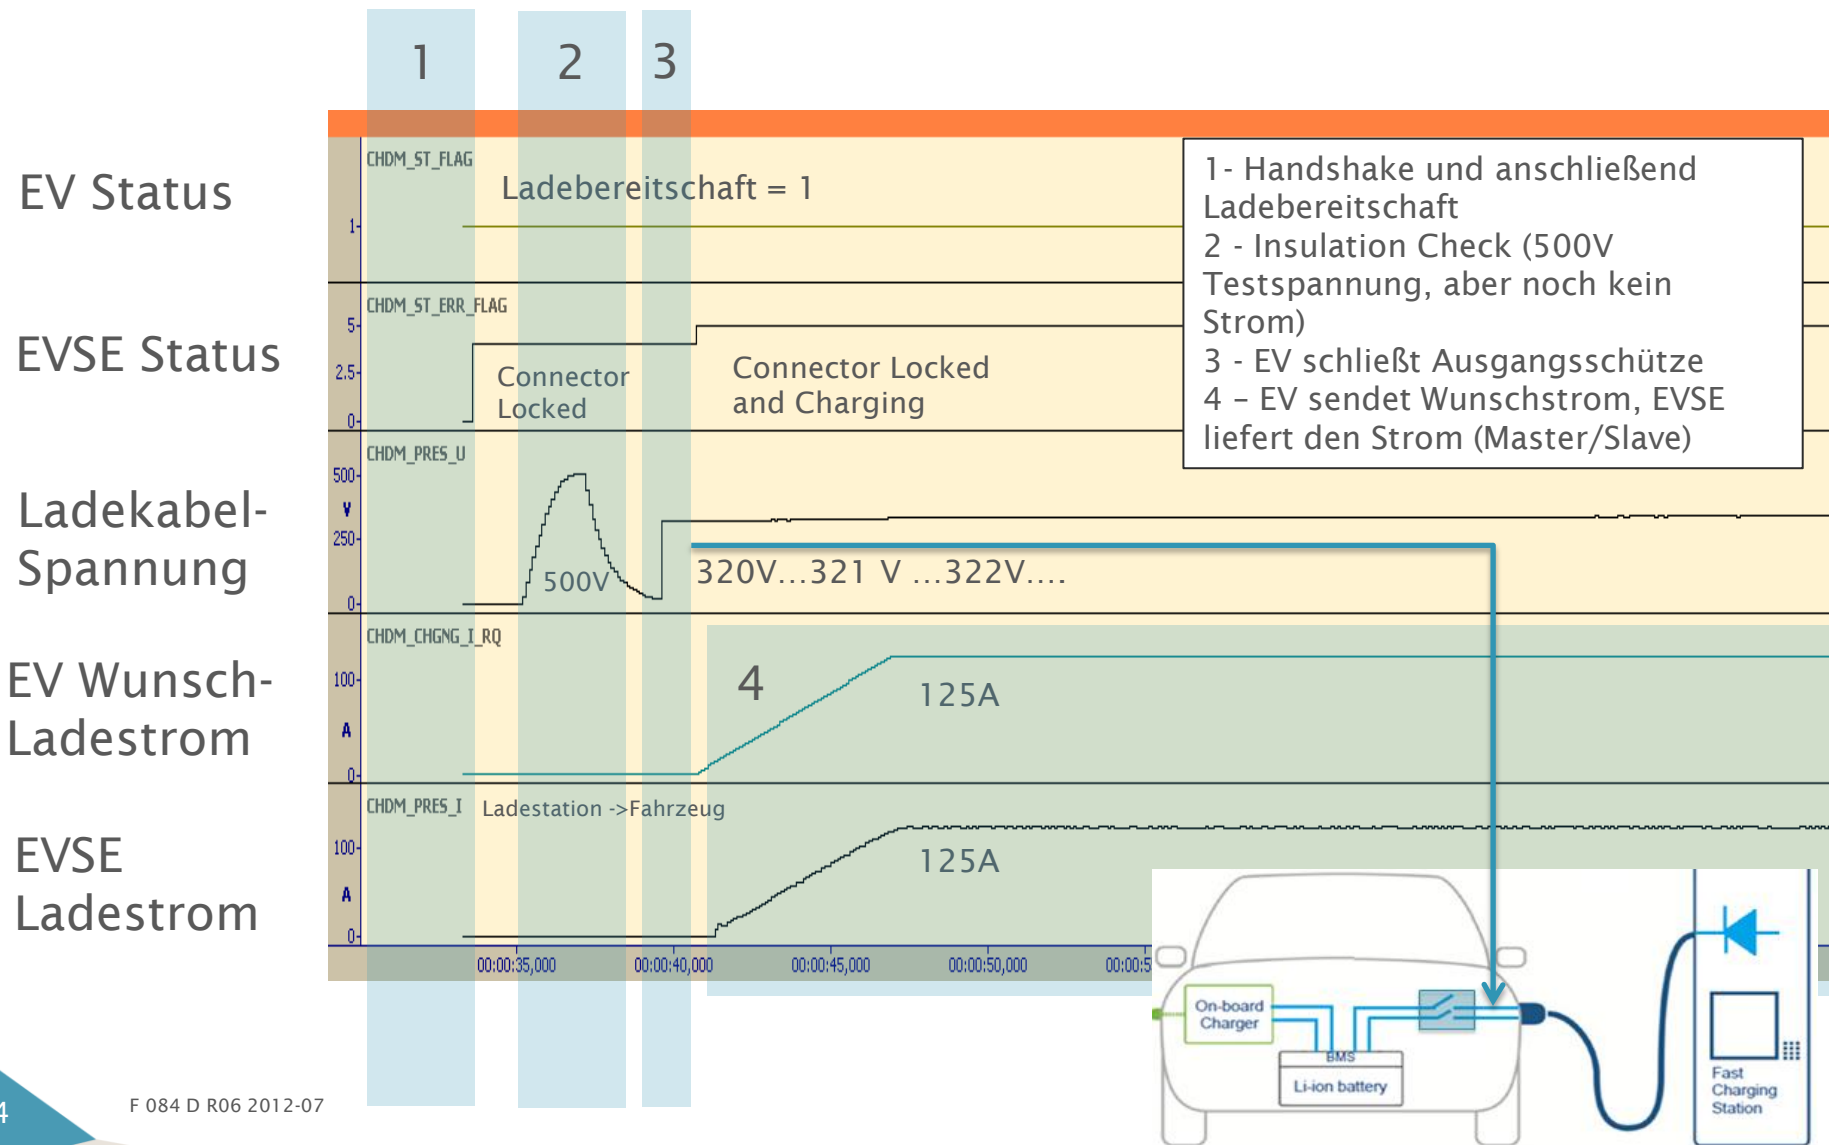 1
2
3
EV Status
CHDM_ST_FLAG
Ladebereitschaft = 1
1
1- Handshake und anschließend
Ladebereitschaft
2 - Insulation Check (500V
Testspannung, aber noch kein
Strom)
3 - EV schließt Ausgangsschütze
4 – EV sendet Wunschstrom, EVSE
liefert den Strom (Master/Slave)
EVSE Status
CHDM_ST_ERR_FLAG
5
2.5
0
Connector
Locked
Connector Locked
and Charging
Ladekabel-
Spannung
CHDM_PRES_U
500
V
250
0
500V
320V...321 V ...322V....
EV Wunsch-
Ladestrom
CHDM_CHGNG_I_RQ
100
A
0
4
125A
EVSE
Ladestrom
CHDM_PRES_I
Ladestation ->Fahrzeug
100
A
0
125A
00:00:35,000
00:00:40,000
00:00:45,000
00:00:50,000
00:00:5
On-board
Charger
BMS
Li-ion battery
Fast
Charging
Station
4
F 084 D R06 2012-07